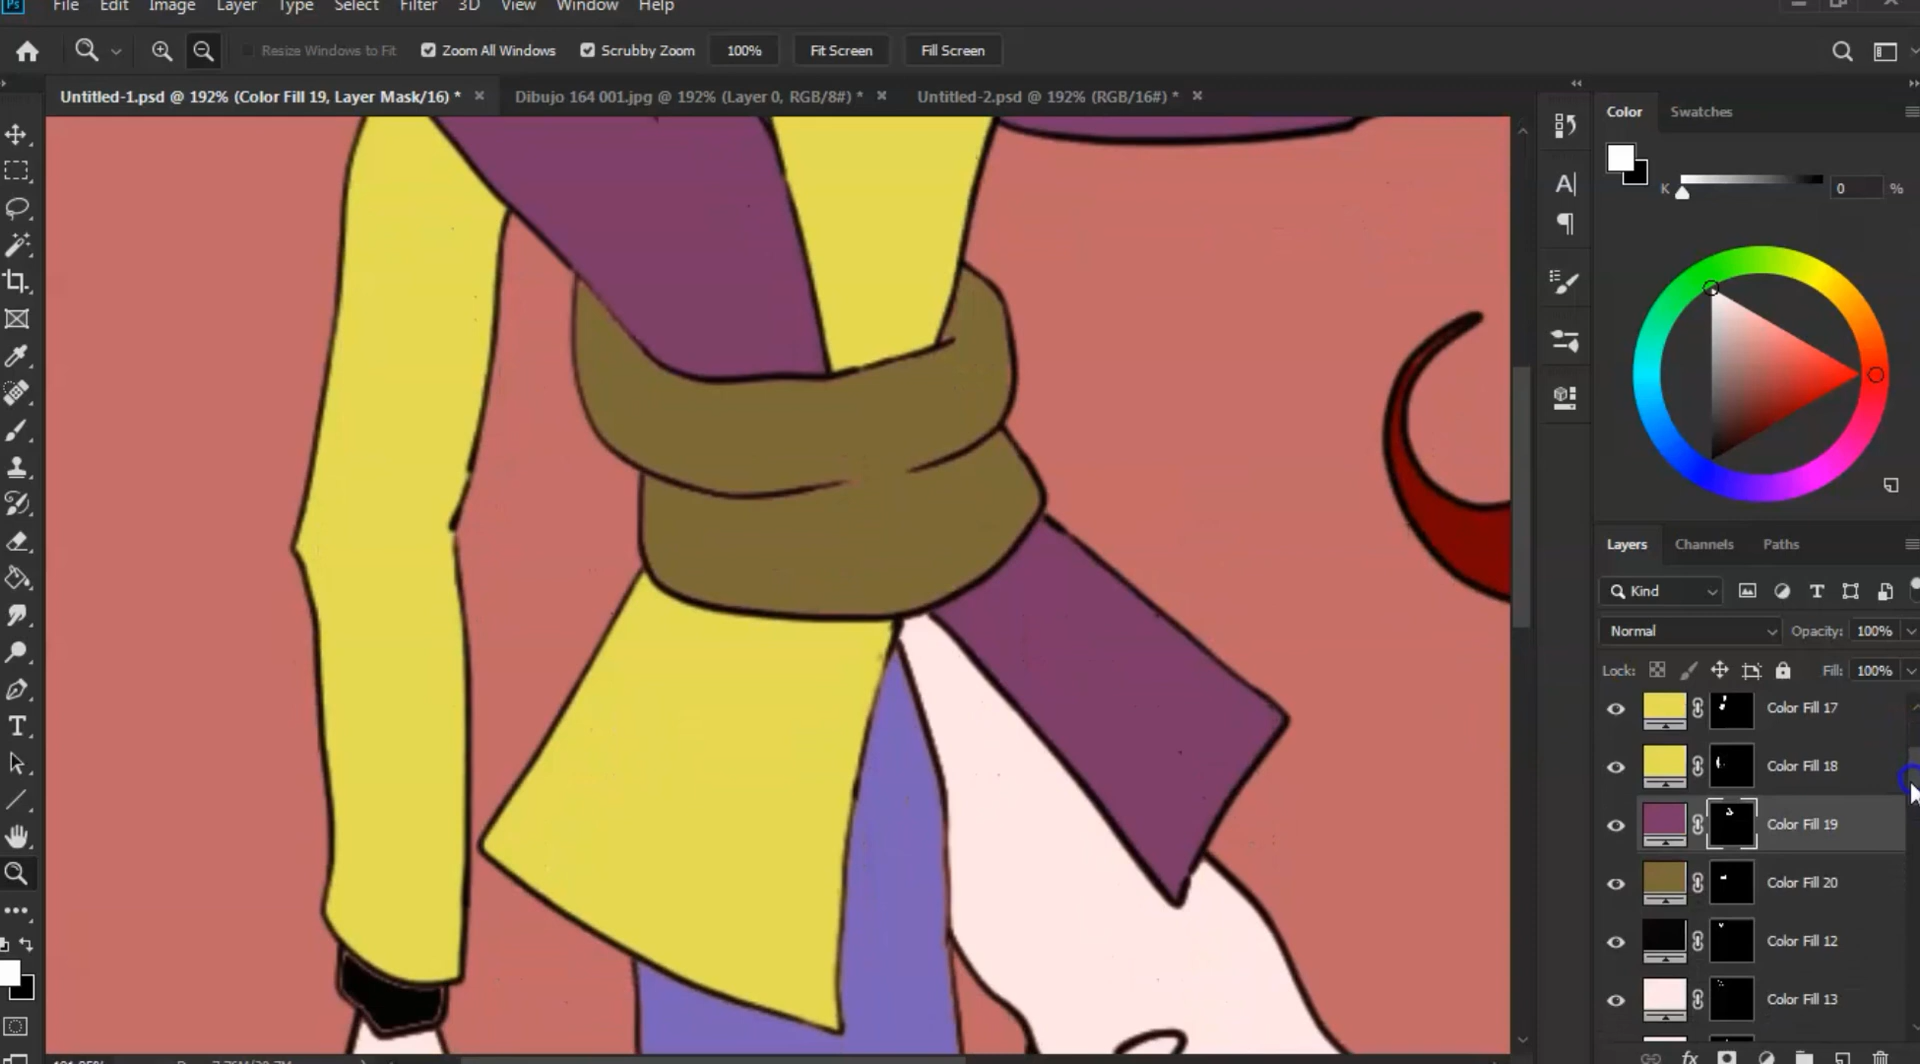 Ps File Edit Image Layer Type Select Filter 3D View Window Help
Resize Windows to Fit Zoom All Windows Scrubby Zoom 100% Fit Screen Fill Screen
Untitled-1.psd @ 192% (Color Fill 19, Layer Mask/16) * Dibujo 164 001.jpg @ 192% (Layer 0, RGB/8#) * Untitled-2.psd @ 192% (RGB/16#) *
Color Swatches
K 0 %
Layers Channels Paths
Kind
Normal Opacity: 100%
Lock: Fill: 100%
Color Fill 17
Color Fill 18
Color Fill 19
Color Fill 20
Color Fill 12
Color Fill 13
fx